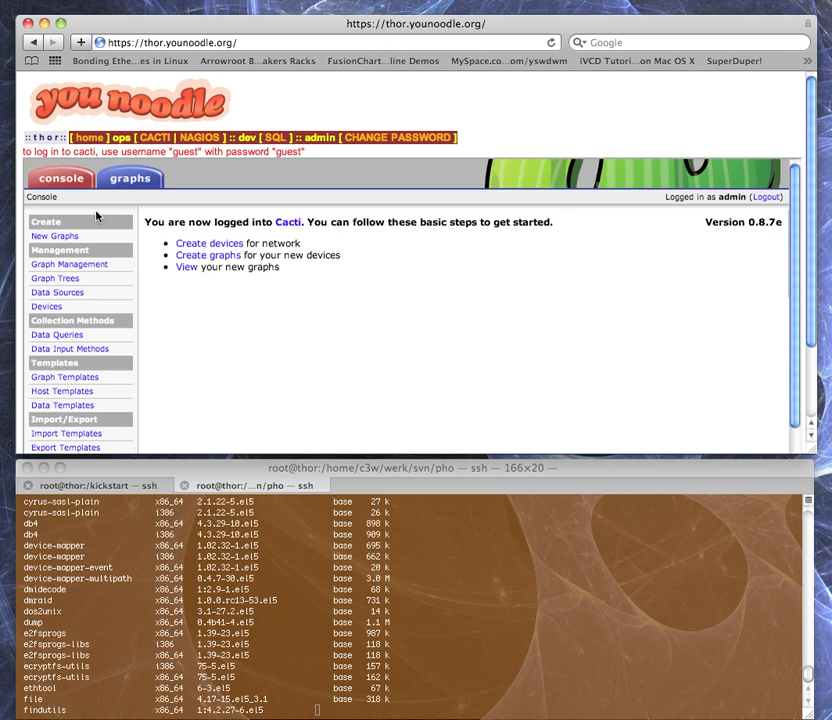 https://thor.younoodle.org/
https://thor.younoodle.org/
Google
Bonding Ethe...es in Linux Arrowroot B...akers Racks FusionChart...line Demos MySpace.co...om/yswdwm iVCD Tutori...on Mac OS X SuperDuper! »
you noodle
:: t h o r :: [ home ] ops [ CACTI | NAGIOS ] :: dev [ SQL ] :: admin [ CHANGE PASSWORD ]
to log in to cacti, use username "guest" with password "guest"
console graphs
Console Logged in as admin (Logout)
Create
New Graphs
Management
Graph Management
Graph Trees
Data Sources
Devices
Collection Methods
Data Queries
Data Input Methods
Templates
Graph Templates
Host Templates
Data Templates
Import/Export
Import Templates
Export Templates
You are now logged into Cacti. You can follow these basic steps to get started. Version 0.8.7e
• Create devices for network
• Create graphs for your new devices
• View your new graphs
root@thor:/home/c3w/werk/svn/pho — ssh — 166×20 —
root@thor:/kickstart — ssh root@thor:/...n/pho — ssh
cyrus-sasl-plain x86_64 2.1.22-5.el5 base 27 k
cyrus-sasl-plain i386 2.1.22-5.el5 base 26 k
db4 x86_64 4.3.29-10.el5 base 898 k
db4 i386 4.3.29-10.el5 base 909 k
device-mapper x86_64 1.02.32-1.el5 base 695 k
device-mapper i386 1.02.32-1.el5 base 662 k
device-mapper-event x86_64 1.02.32-1.el5 base 20 k
device-mapper-multipath x86_64 0.4.7-30.el5 base 3.0 M
dmidecode x86_64 1:2.9-1.el5 base 68 k
dmraid x86_64 1.0.0.rc13-53.el5 base 731 k
dos2unix x86_64 3.1-27.2.el5 base 14 k
dump x86_64 0.4b41-4.el5 base 1.1 M
e2fsprogs x86_64 1.39-23.el5 base 987 k
e2fsprogs-libs i386 1.39-23.el5 base 118 k
e2fsprogs-libs x86_64 1.39-23.el5 base 118 k
ecryptfs-utils i386 75-5.el5 base 157 k
ecryptfs-utils x86_64 75-5.el5 base 162 k
ethtool x86_64 6-3.el5 base 67 k
file x86_64 4.17-15.el5_3.1 base 318 k
findutils x86_64 1:4.2.27-6.el5